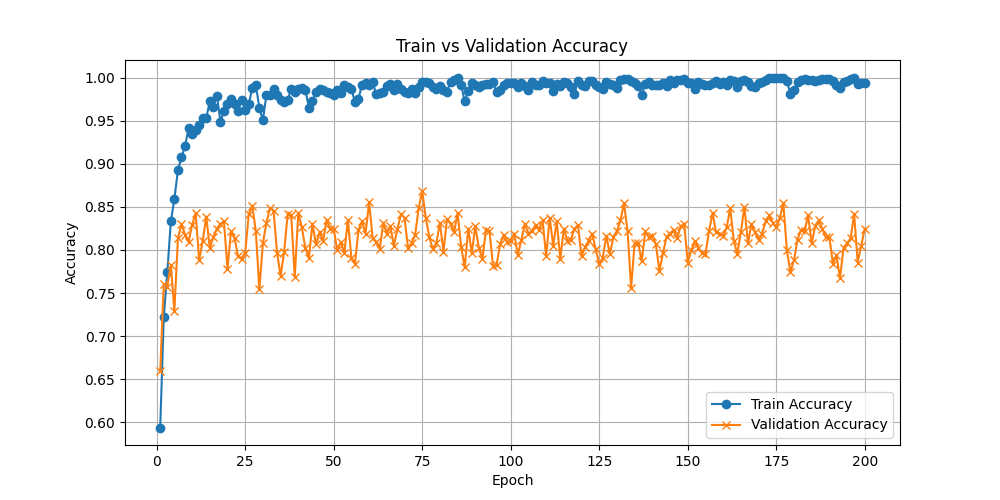 Train vs Validation Accuracy
1.00
0.95
0.90
0.85
0.80
0.75
0.70
0.65
0.60
Accuracy
0 25 50 75 100 125 150 175 200
Epoch
Train Accuracy
Validation Accuracy